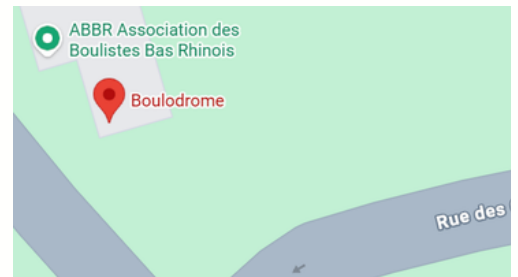 ABBR Association des
Boulistes Bas Rhinois
Boulodrome
Rue des